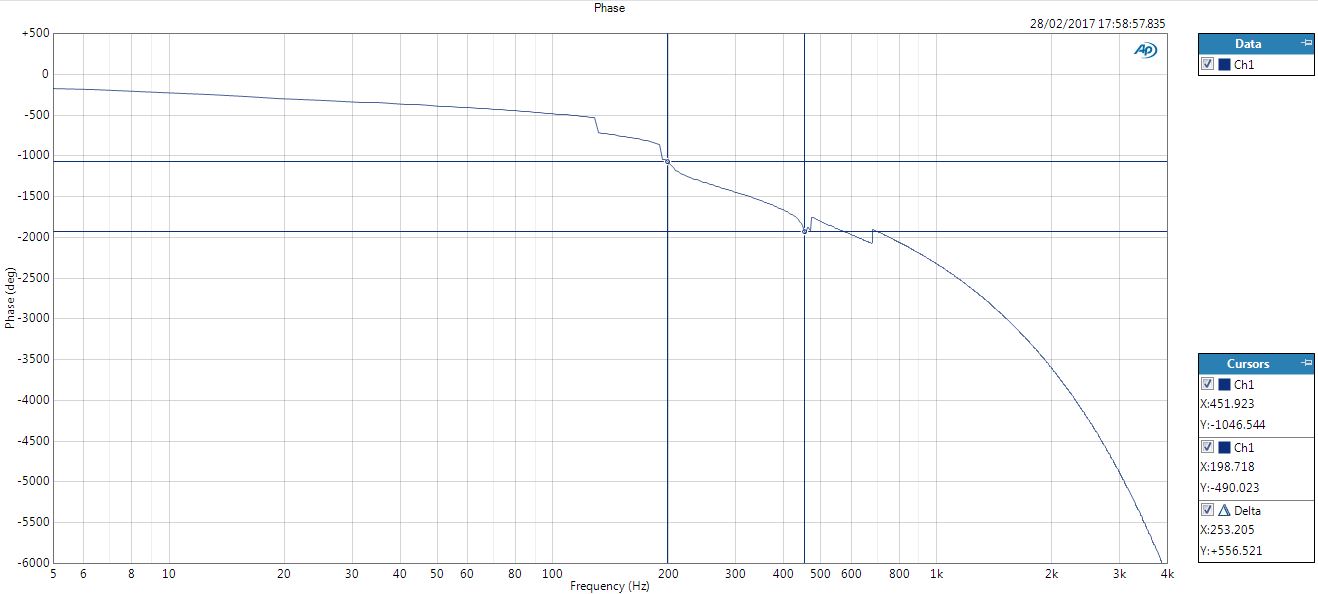 Phase
28/02/2017 17:58:57.835
AP
+500
0
-500
-1000
-1500
-2000
-2500
-3000
-3500
-4000
-4500
-5000
-5500
-6000
Phase (deg)
5 6 8 10 20 30 40 50 60 80 100 200 300 400 500 600 800 1k 2k 3k 4k
Frequency (Hz)
Data
Ch1
Cursors
Ch1
X:451.923
Y:-1046.544
Ch1
X:198.718
Y:-490.023
Delta
X:253.205
Y:+556.521